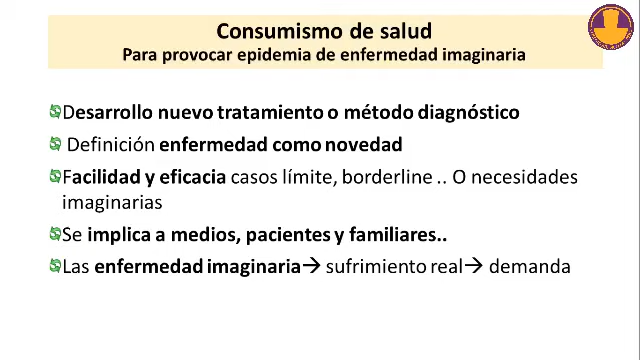 Consumismo de salud
Para provocar epidemia de enfermedad imaginaria
Desarrollo nuevo tratamiento o método diagnóstico
Definición enfermedad como novedad
Facilidad y eficacia casos límite, borderline .. O necesidades
imaginarias
Se implica a medios, pacientes y familiares..
Las enfermedad imaginaria→ sufrimiento real→ demanda